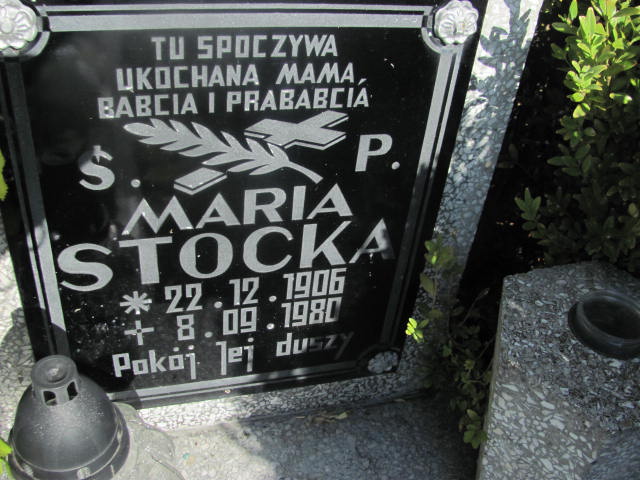 TU SPOCZYWA
UKOCHANA MAMA,
BABCIA I PRABABCIA
Ś. P.
MARIA
STOCKA
* 22.12.1906
+ 8.09.1980
Pokój Jej duszy